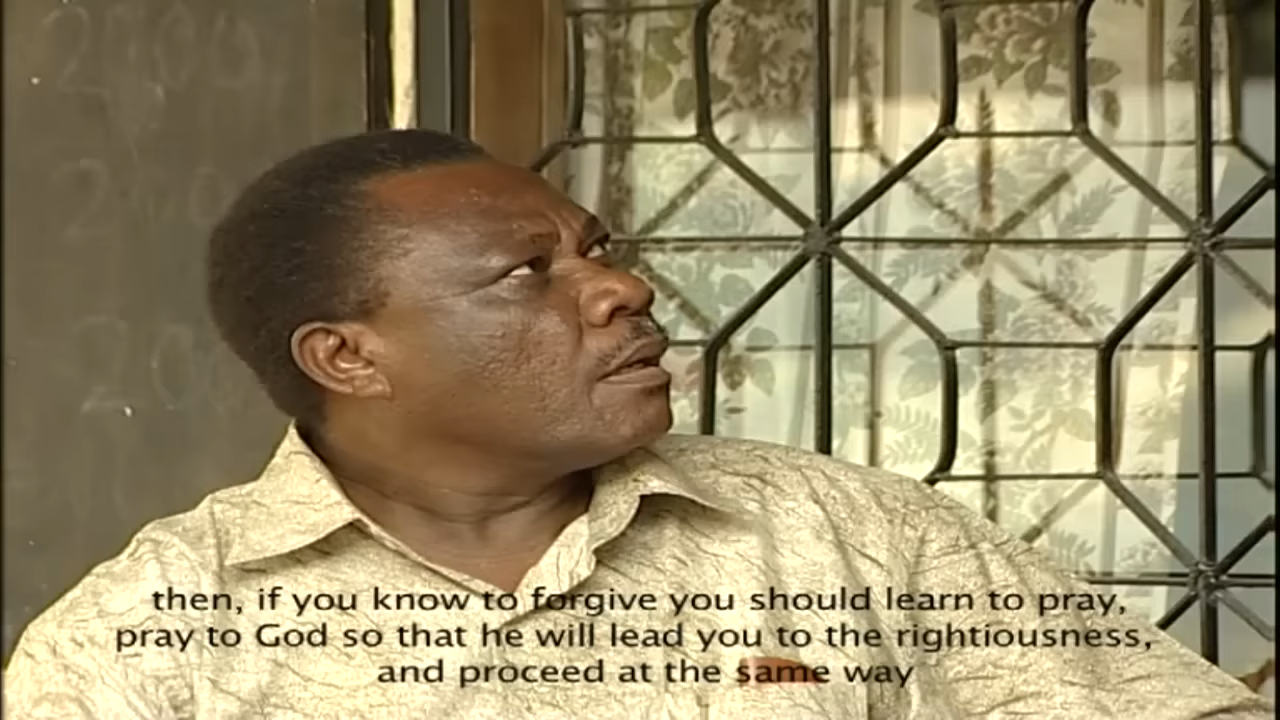 then, if you know to forgive you should learn to pray,
pray to God so that he will lead you to the rightiousness,
and proceed at the same way